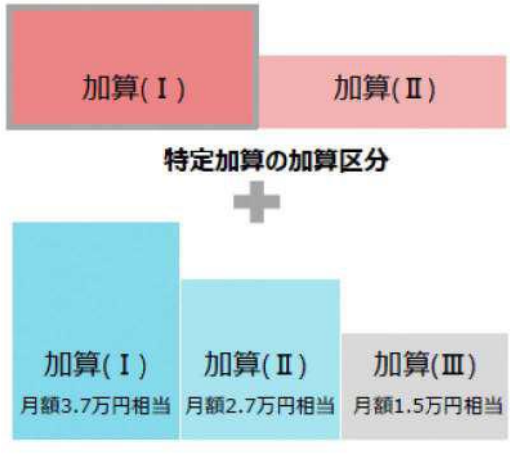 加算(Ⅰ)
加算(Ⅱ)
特定加算の加算区分
加算(Ⅰ)
月額3.7万円相当
加算(Ⅱ)
月額2.7万円相当
加算(Ⅲ)
月額1.5万円相当